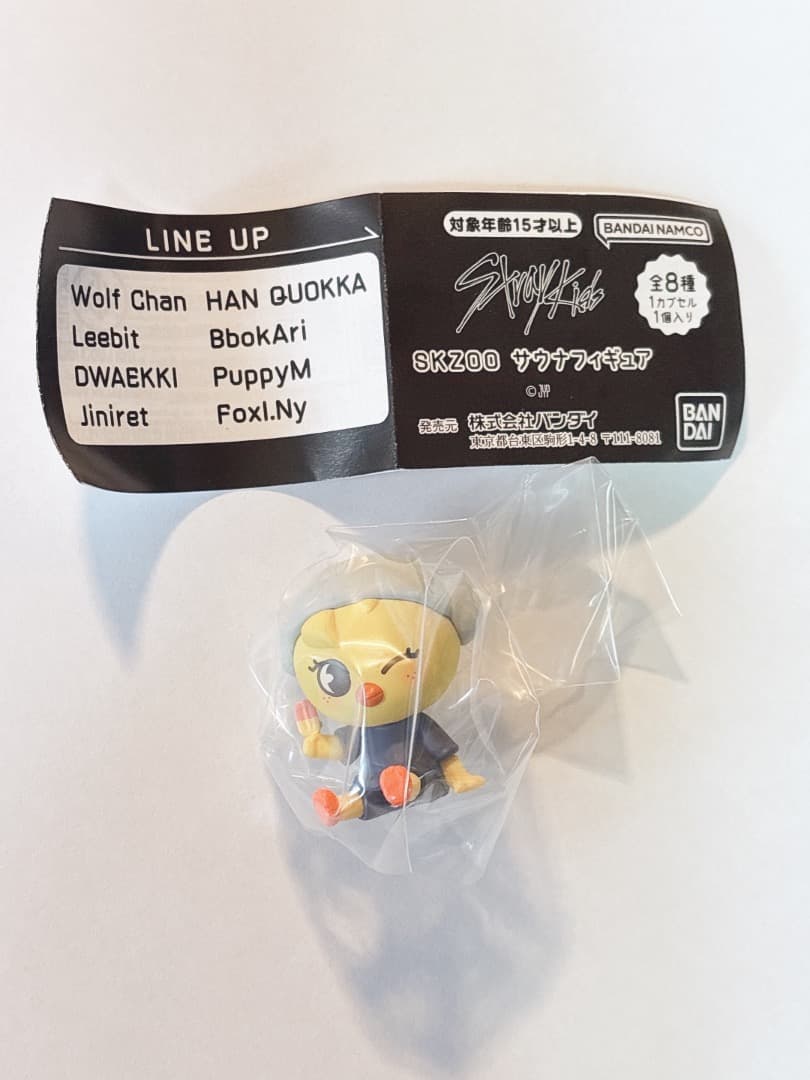 LINE UP
Wolf Chan HAN QUOKKA
Leebit BbokAri
DWAEKKI PuppyM
Jiniret FoxI.Ny
対象年齢15才以上
BANDAI NAMCO
Stray Kids
全8種
1カプセル
1個入り
SKZOO サウナフィギュア
© JYP
発売元 株式会社バンダイ
東京都台東区駒形1-4-8 〒111-8081
BAN
DAI